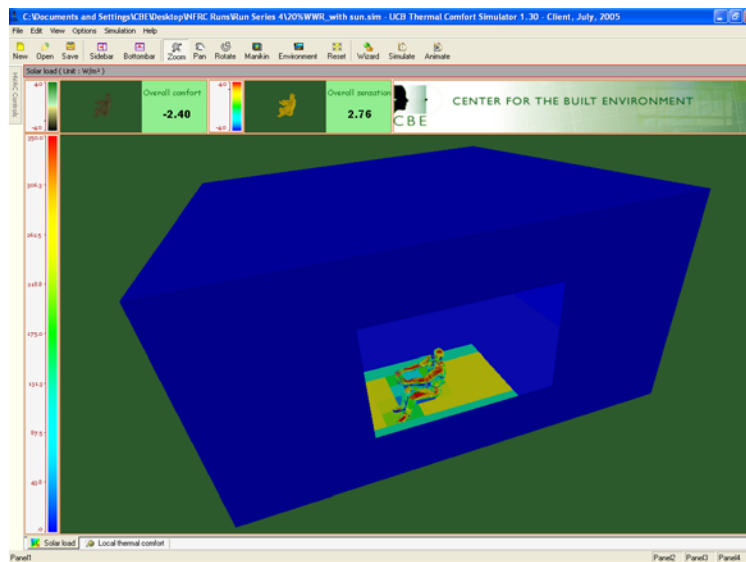 C:\Documents and Settings\CBE\Desktop\NFRC Runs\Run Series 4\20%WWR_with sun.sim - UCB Thermal Comfort Simulator 1.30 - Client, July, 2005
File Edit View Options Simulation Help
New Open Save Sidebar Bottombar Zoom Pan Rotate Manikin Environment Reset Wizard Simulate Animate
Solar load ( Unit : W/m² )
HVAC Controls
4.0
-4.0
Overall comfort
-2.40
4.0
-4.0
Overall sensation
2.76
CBE
CENTER FOR THE BUILT ENVIRONMENT
350.0
306.3
262.5
218.8
175.0
131.3
87.5
43.8
.0
Solar load Local thermal comfort
Panel1 Panel2 Panel3 Panel4